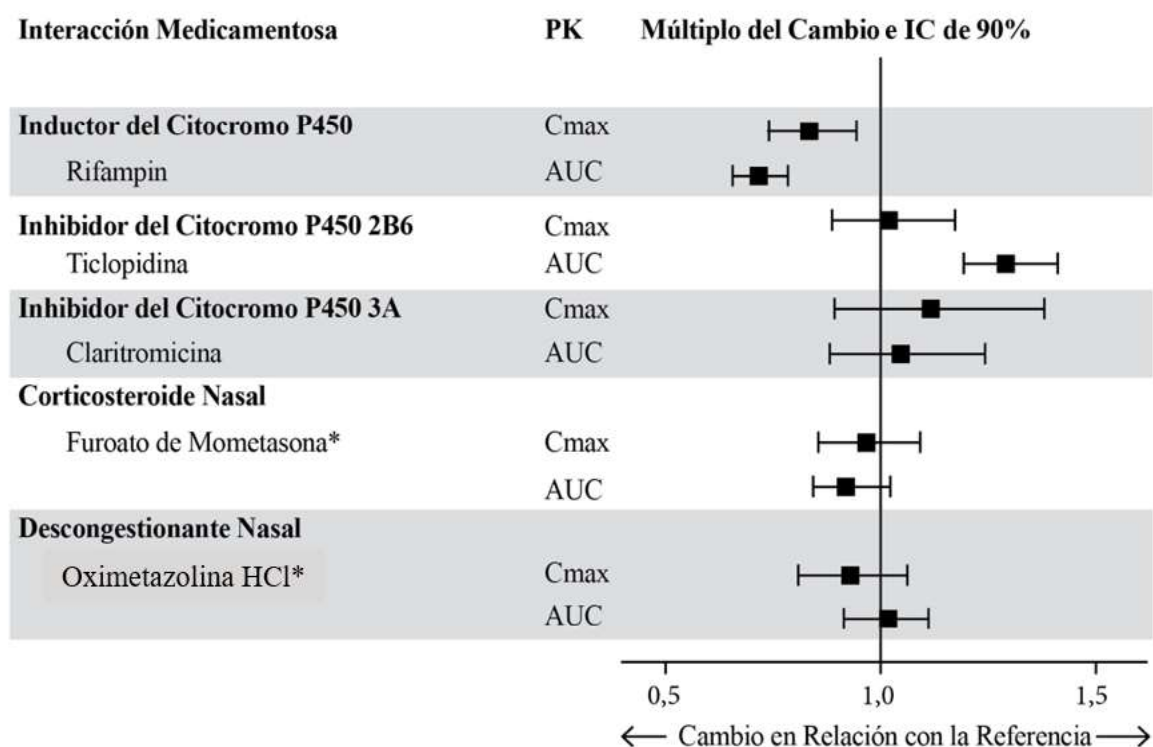 Interacción Medicamentosa PK Múltiplo del Cambio e IC de 90%
Inductor del Citocromo P450 Cmax
Rifampin AUC
Inhibidor del Citocromo P450 2B6 Cmax
Ticlopidina AUC
Inhibidor del Citocromo P450 3A Cmax
Claritromicina AUC
Corticosteroide Nasal
Furoato de Mometasona* Cmax
AUC
Descongestionante Nasal
Oximetazolina HCl* Cmax
AUC
0,5 1,0 1,5
Cambio en Relación con la Referencia